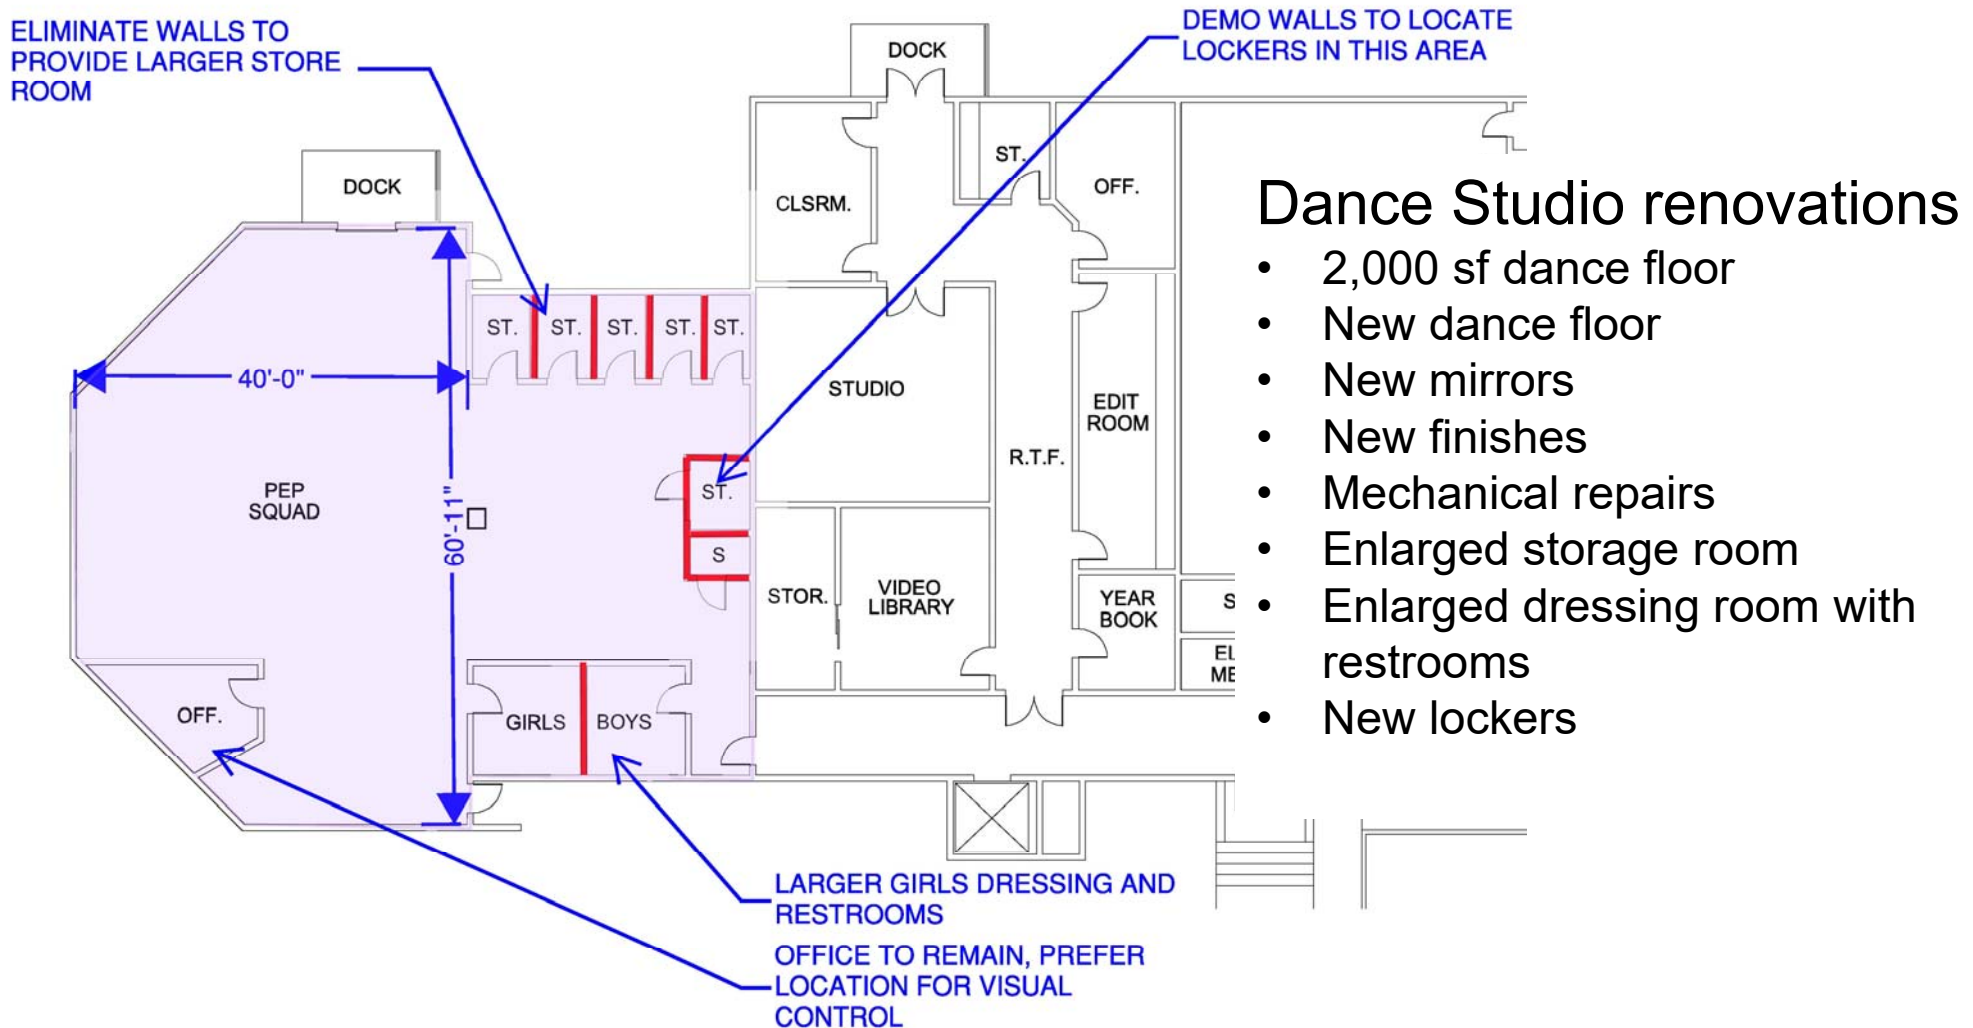 ELIMINATE WALLS TO
PROVIDE LARGER STORE
ROOM
DEMO WALLS TO LOCATE
LOCKERS IN THIS AREA
DOCK
DOCK
CLSRM.
ST.
OFF.
ST.
ST.
ST.
ST.
ST.
40'-0"
60'-11"
PEP
SQUAD
STUDIO
EDIT
ROOM
R.T.F.
ST.
S
STOR.
VIDEO
LIBRARY
YEAR
BOOK
S
EL
ME
OFF.
GIRLS
BOYS
Dance Studio renovations
• 2,000 sf dance floor
• New dance floor
• New mirrors
• New finishes
• Mechanical repairs
• Enlarged storage room
• Enlarged dressing room with
restrooms
• New lockers
LARGER GIRLS DRESSING AND
RESTROOMS
OFFICE TO REMAIN, PREFER
LOCATION FOR VISUAL
CONTROL